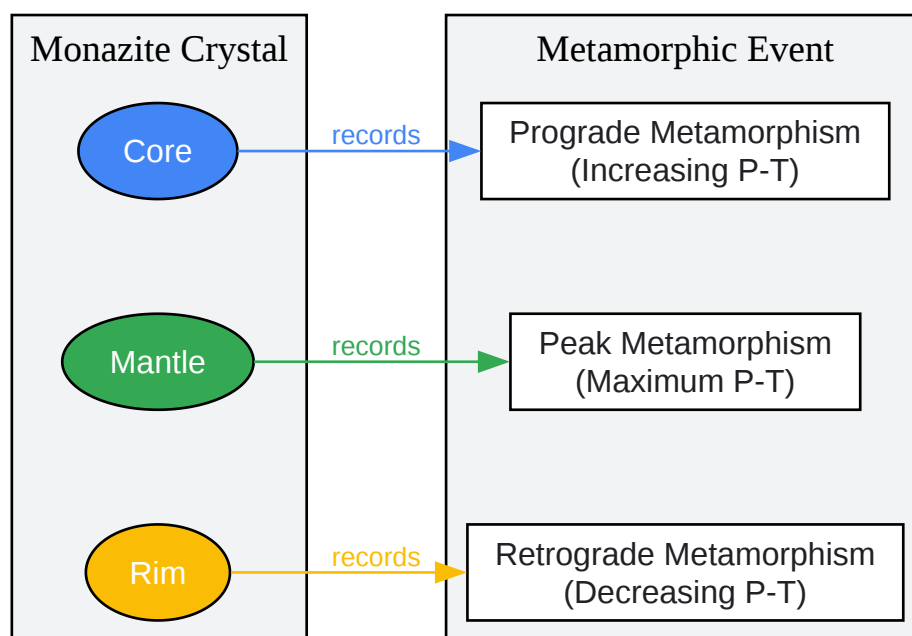 Monazite Crystal
Metamorphic Event
Core
records
Prograde Metamorphism
(Increasing P-T)
Mantle
records
Peak Metamorphism
(Maximum P-T)
Rim
records
Retrograde Metamorphism
(Decreasing P-T)